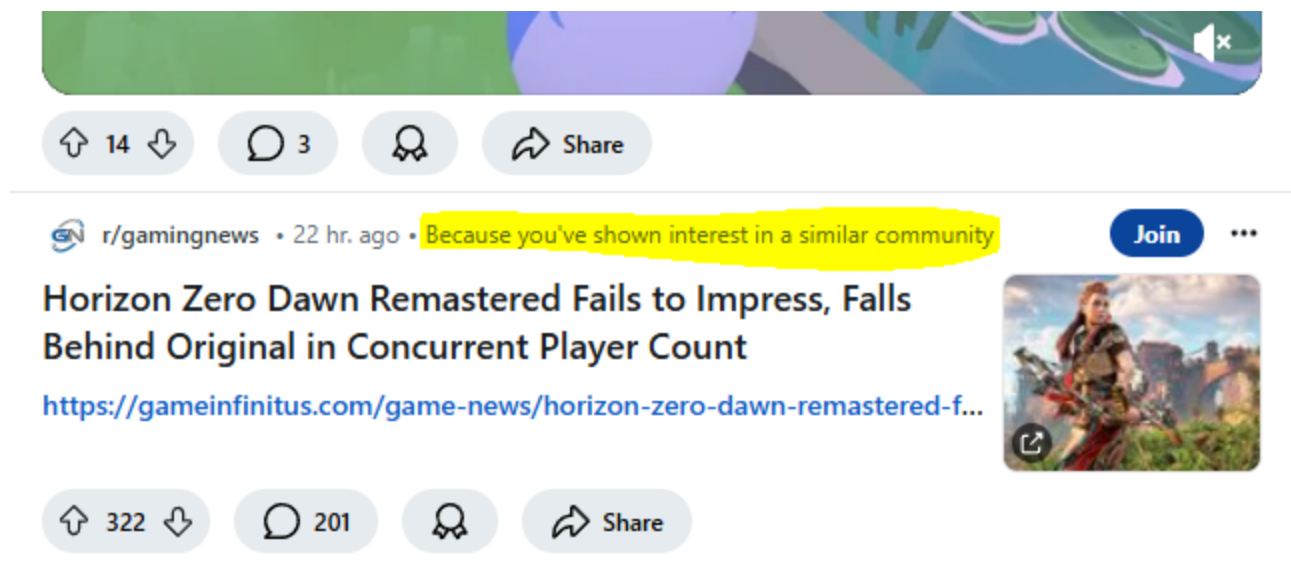 14
3
Share
GN r/gamingnews • 22 hr. ago • Because you've shown interest in a similar community
Join
Horizon Zero Dawn Remastered Fails to Impress, Falls
Behind Original in Concurrent Player Count
https://gameinfinitus.com/game-news/horizon-zero-dawn-remastered-f...
322
201
Share